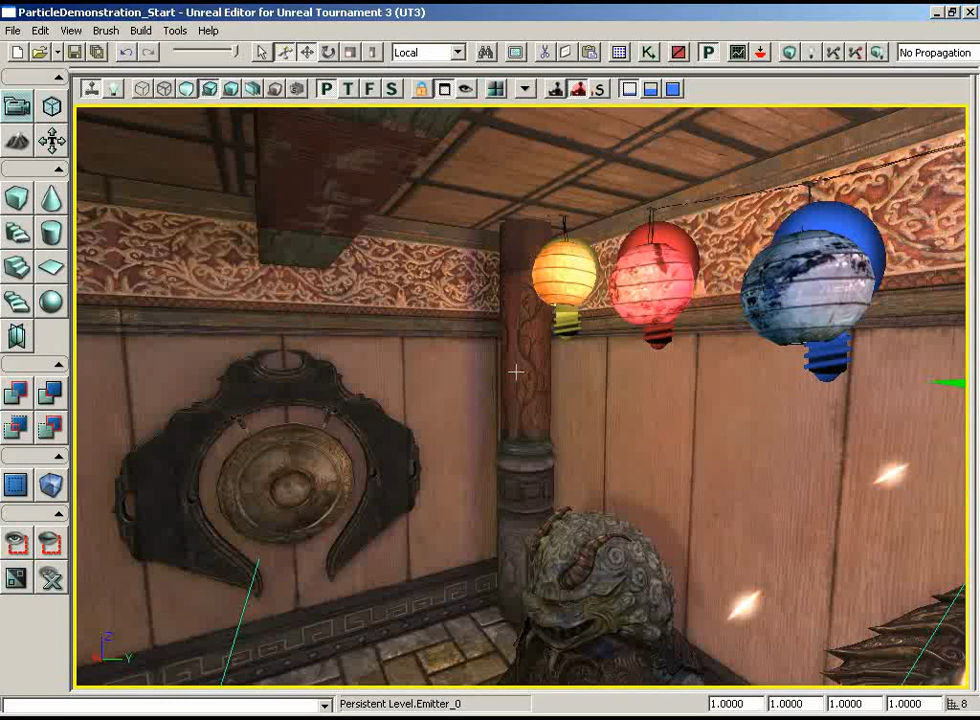 ParticleDemonstration_Start - Unreal Editor for Unreal Tournament 3 (UT3)
File Edit View Brush Build Tools Help
Local
P
No Propagation
P T F S
.S
Z
X Y
Persistent Level.Emitter_0
1.0000 1.0000 1.0000 1.0000 8